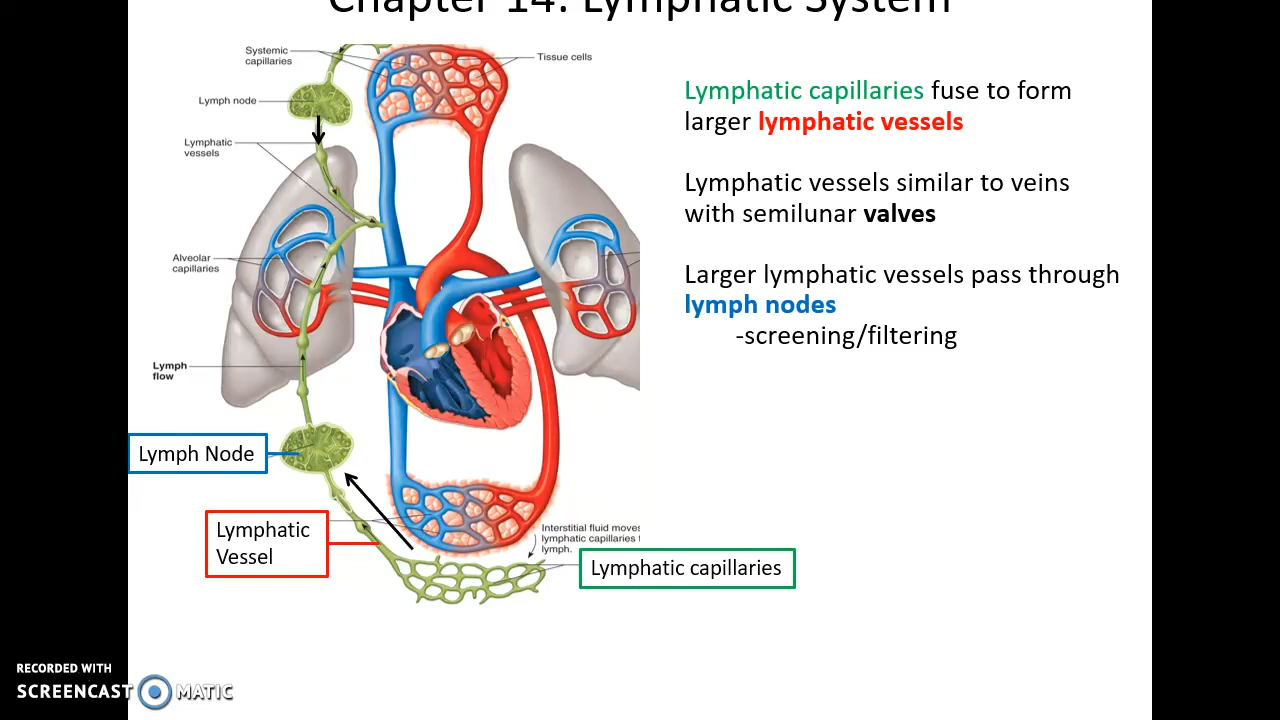 Chapter 14: Lymphatic System
Systemic
capillaries
Tissue cells
Lymph node
Lymphatic
vessels
Alveolar
capillaries
Lymph
flow
Lymph Node
Lymphatic
Vessel
Interstitial fluid moves
lymphatic capillaries
lymph.
Lymphatic capillaries
Lymphatic capillaries fuse to form
larger lymphatic vessels
Lymphatic vessels similar to veins
with semilunar valves
Larger lymphatic vessels pass through
lymph nodes
-screening/filtering
RECORDED WITH
SCREENCAST MATIC